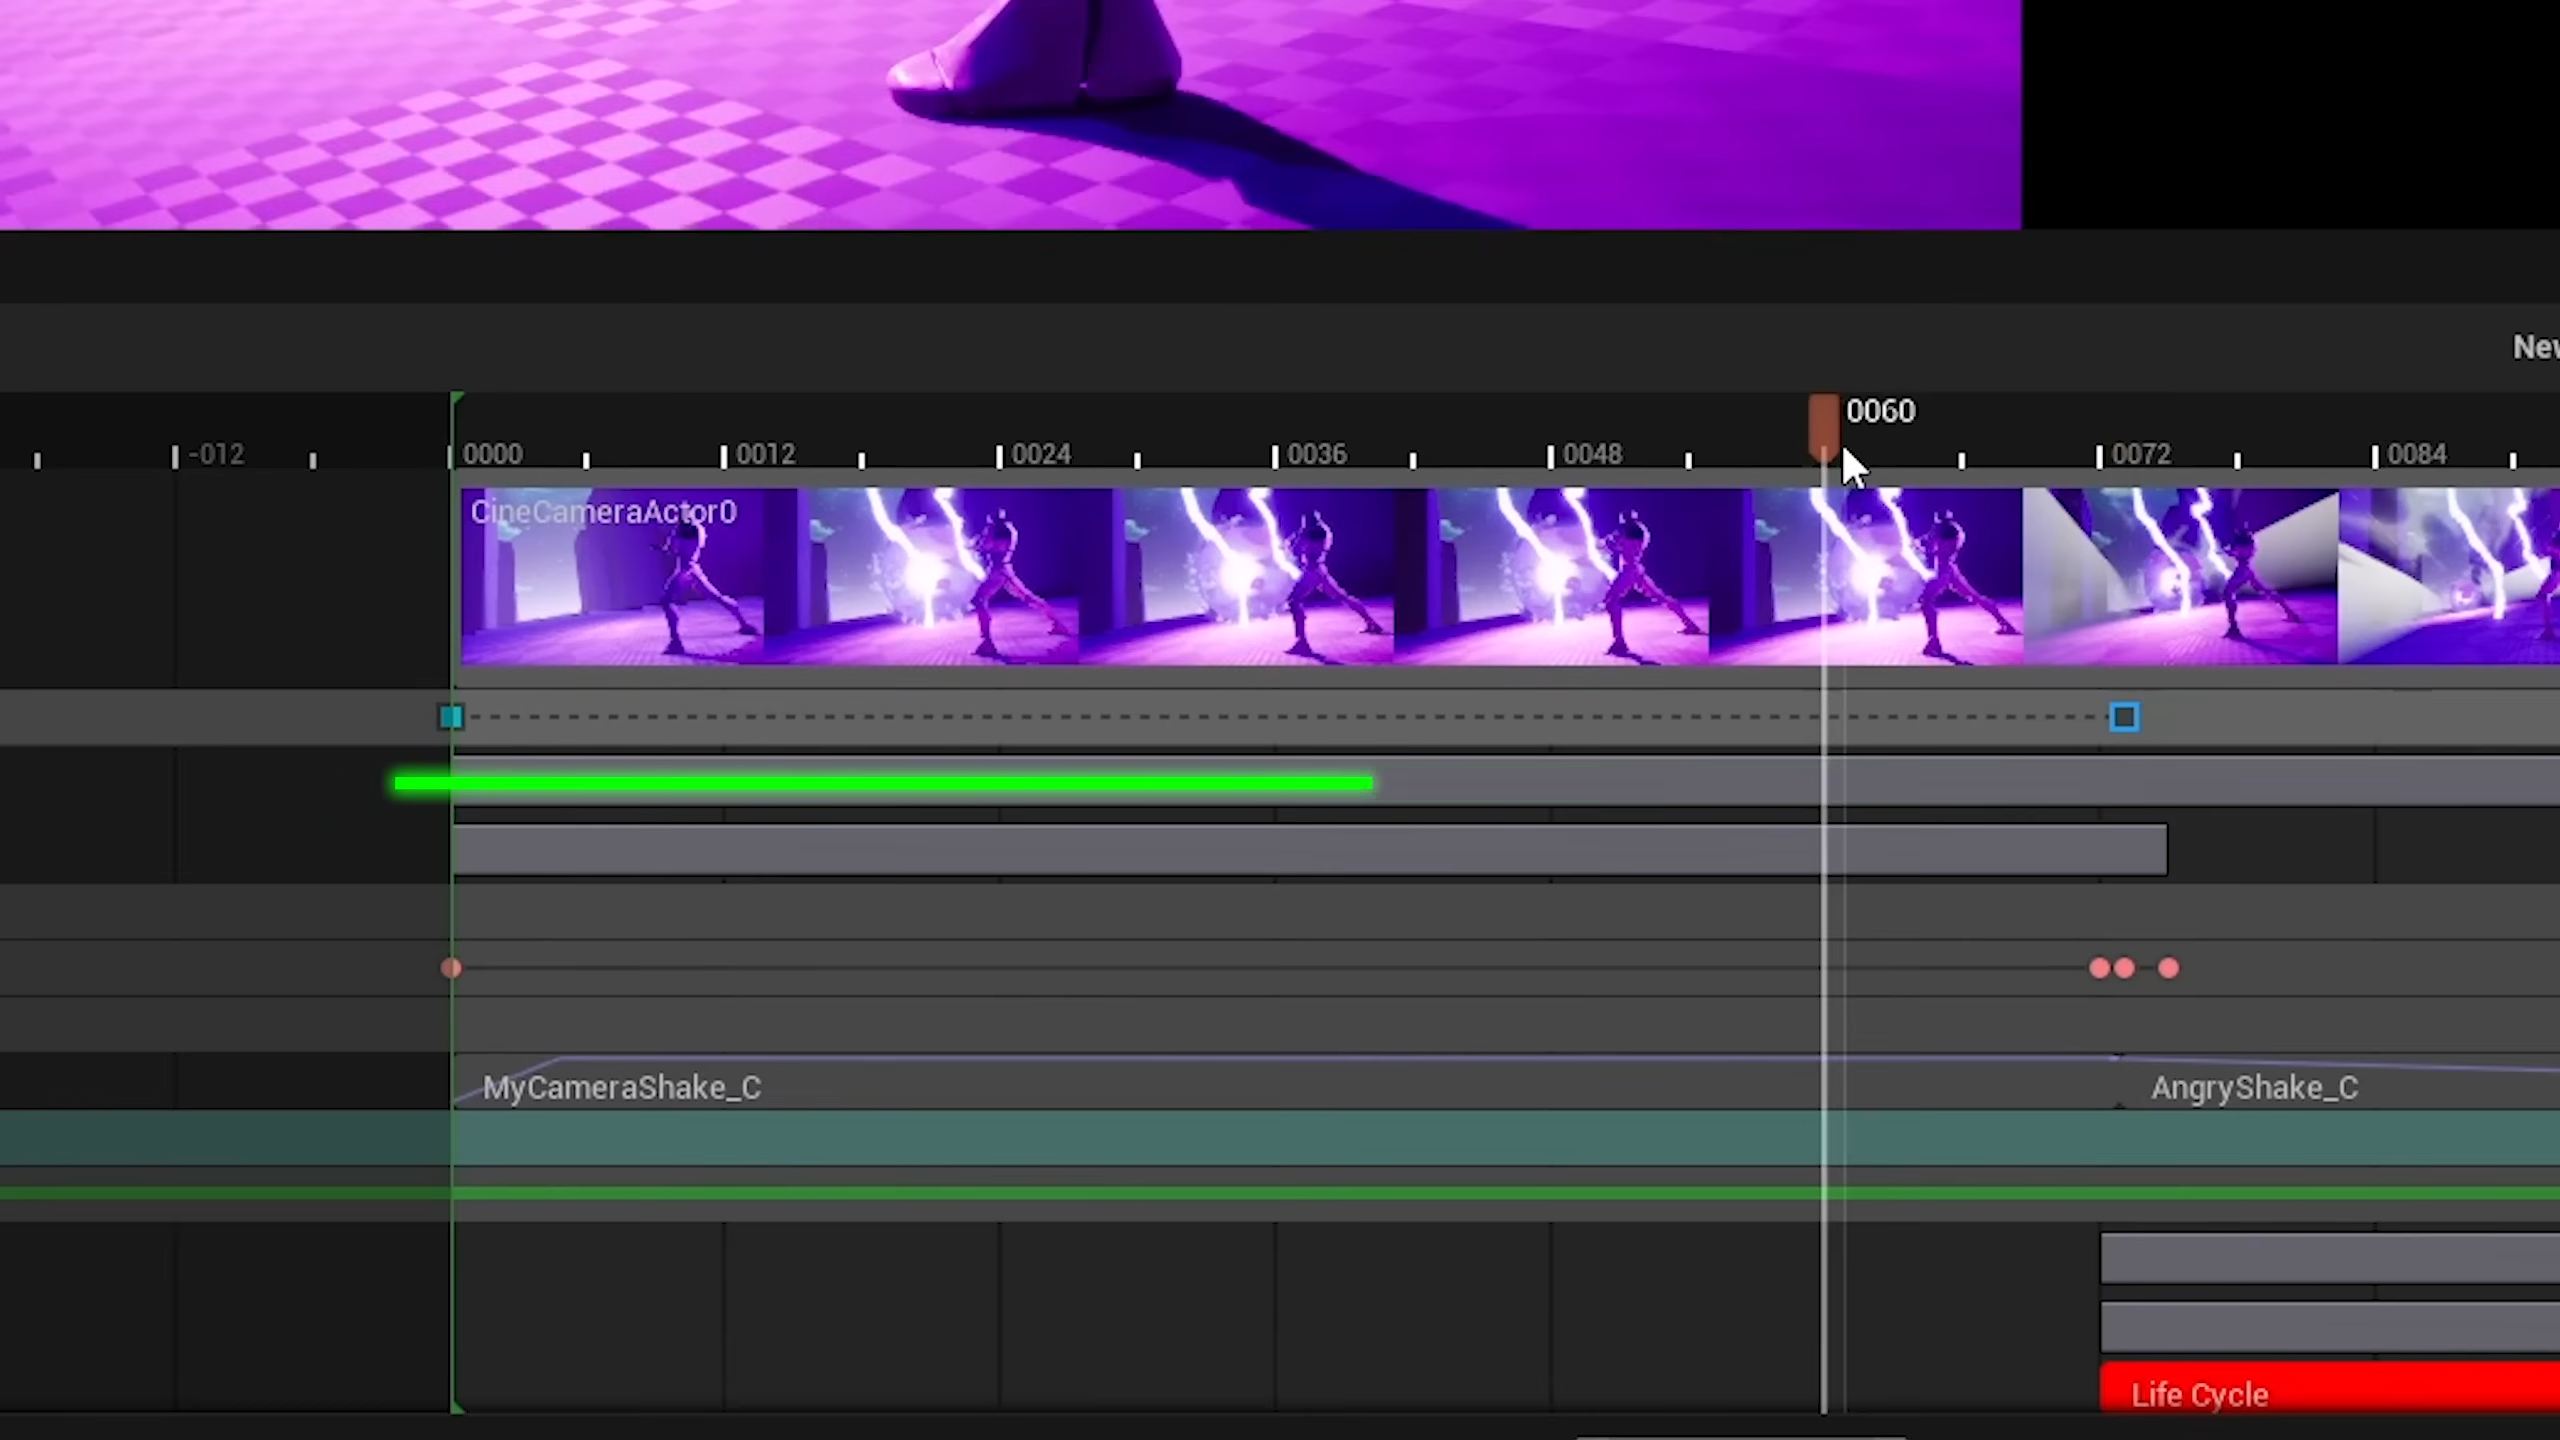 New
0060
-012 0000 0012 0024 0036 0048 0072 0084
CineCameraActor0
MyCameraShake_C AngryShake_C
Life Cycle